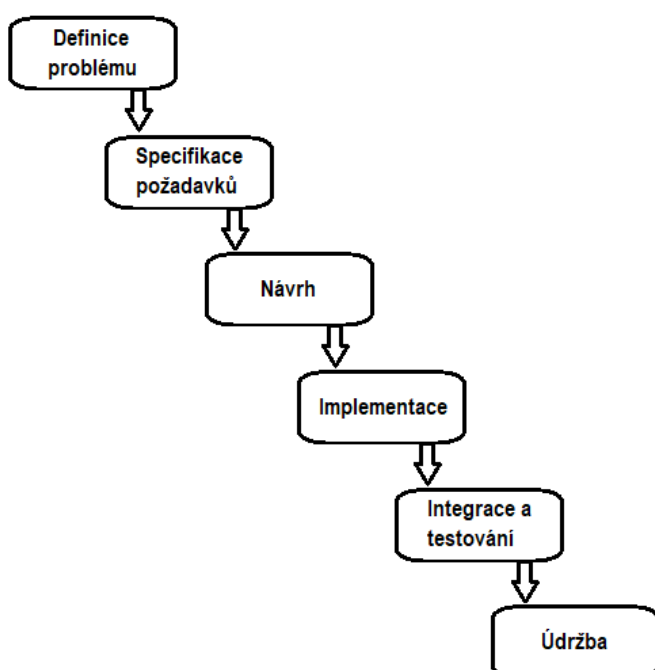 Definice
problému
Specifikace
požadavků
Návrh
Implementace
Integrace a
testování
Údržba